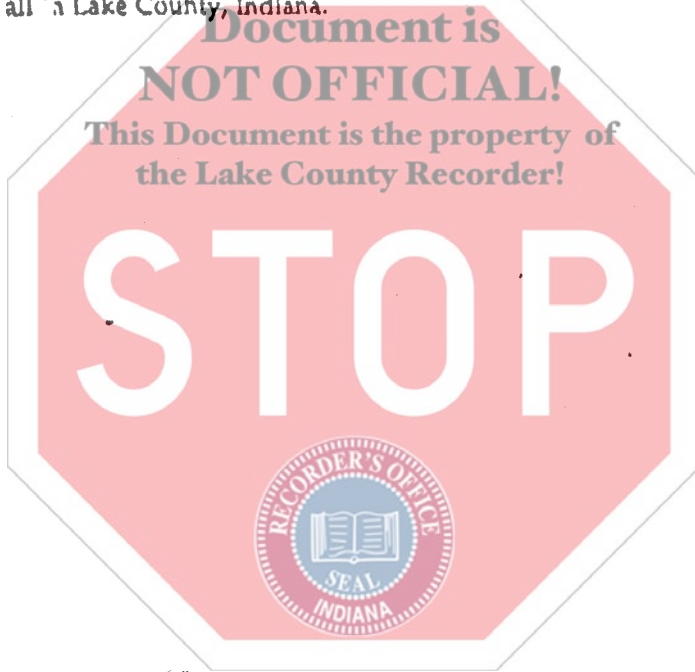 all in Lake County, Indiana.
Document is
NOT OFFICIAL!
This Document is the property of
the Lake County Recorder!
STOP
RECORDER'S OFFICE
SEAL
INDIANA